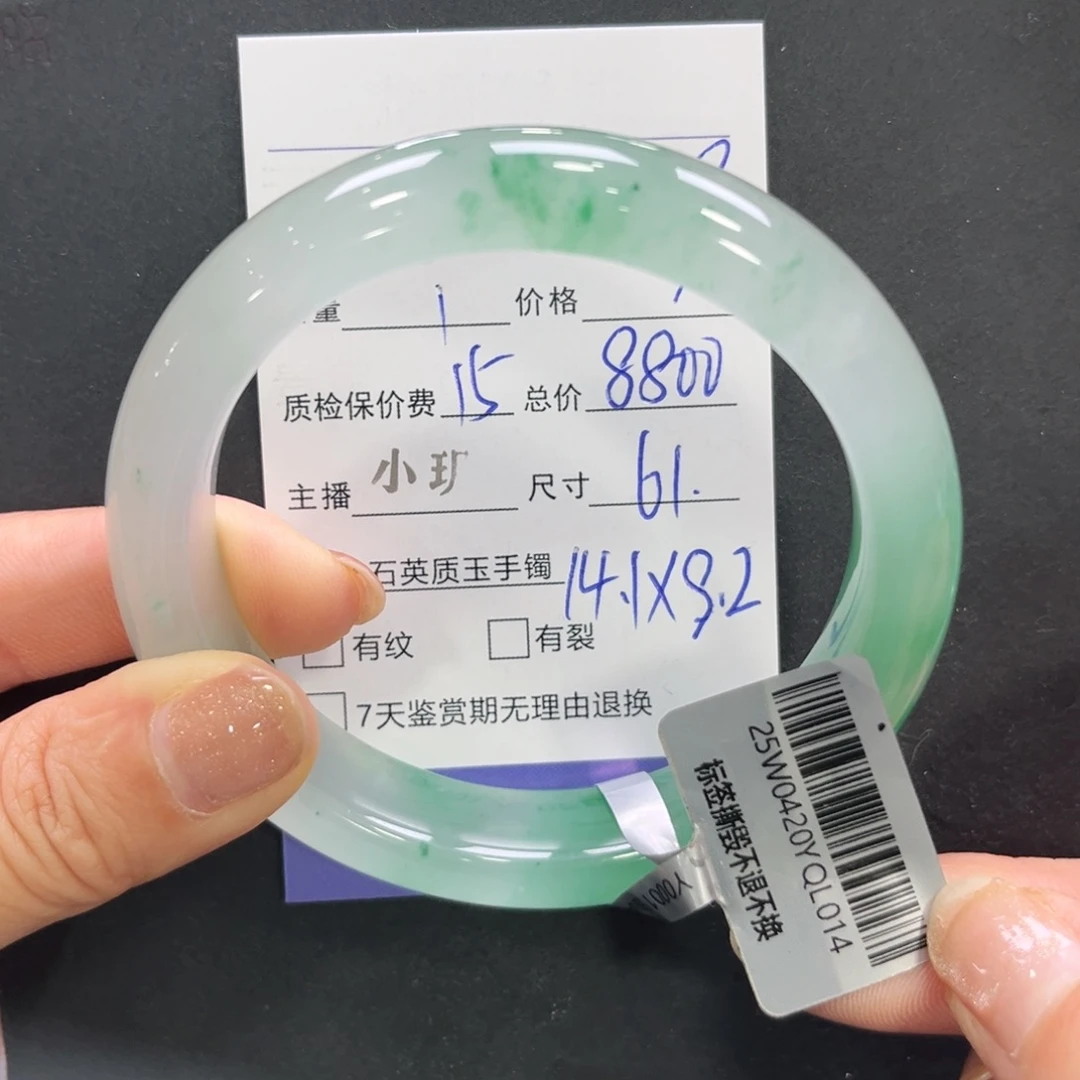 量 1 价格
质检保价费 15 总价 8800
主播 小玑 尺寸 61.
石英质玉手镯 14.1X9.2
有纹 有裂
7天鉴赏期无理由退换
25W0420YQL014
标签撕毁不退不换